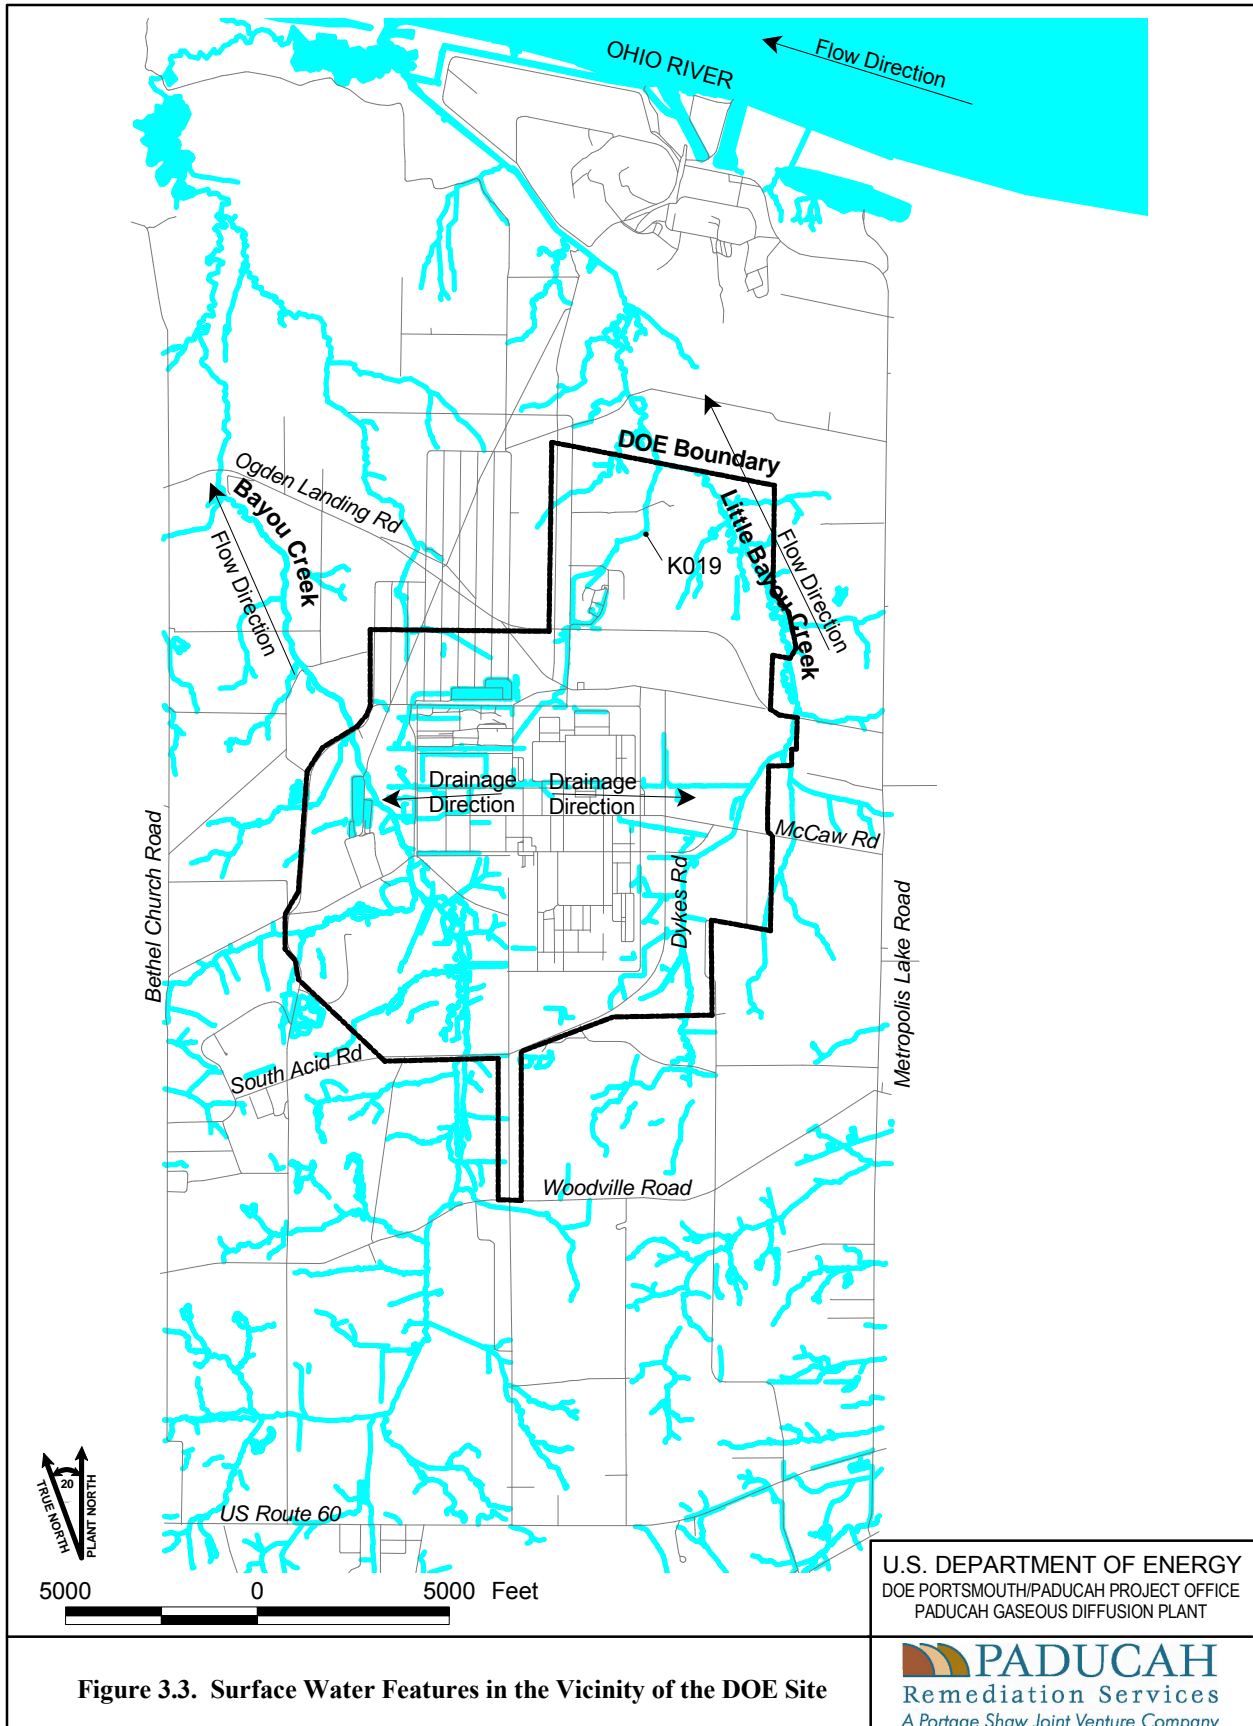 OHIO RIVER
Flow Direction
DOE Boundary
Ogden Landing Rd
Bayou Creek
Flow Direction
Little Bayou Creek
Flow Direction
K019
Drainage
Direction
Drainage
Direction
McCaw Rd
Dykes Rd
Bethel Church Road
Metropolis Lake Road
South Acid Rd
Woodville Road
US Route 60
20
TRUE NORTH
PLANT NORTH
5000 0 5000 Feet
U.S. DEPARTMENT OF ENERGY
DOE PORTSMOUTH/PADUCAH PROJECT OFFICE
PADUCAH GASEOUS DIFFUSION PLANT
Figure 3.3. Surface Water Features in the Vicinity of the DOE Site
PADUCAH
Remediation Services
A Portage Shaw Joint Venture Company